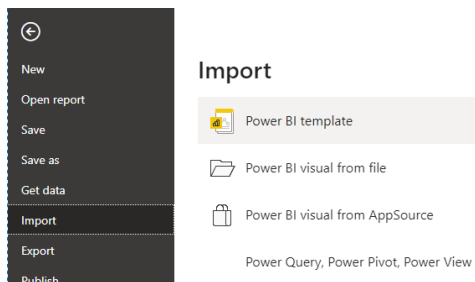 New
Open report
Save
Save as
Get data
Import
Export
Publish
Import
Power BI template
Power BI visual from file
Power BI visual from AppSource
Power Query, Power Pivot, Power View